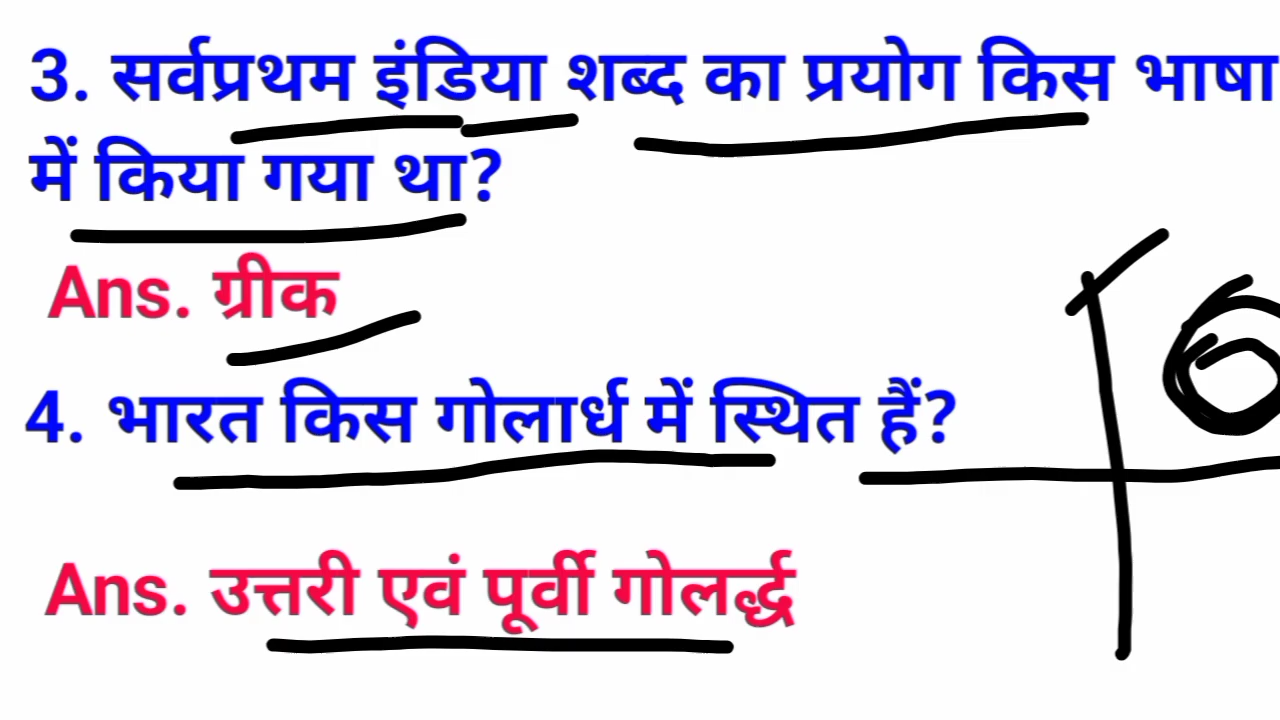 3. सर्वप्रथम इंडिया शब्द का प्रयोग किस भाषा
में किया गया था?
Ans. ग्रीक
4. भारत किस गोलार्ध में स्थित हैं?
Ans. उत्तरी एवं पूर्वी गोलर्द्ध